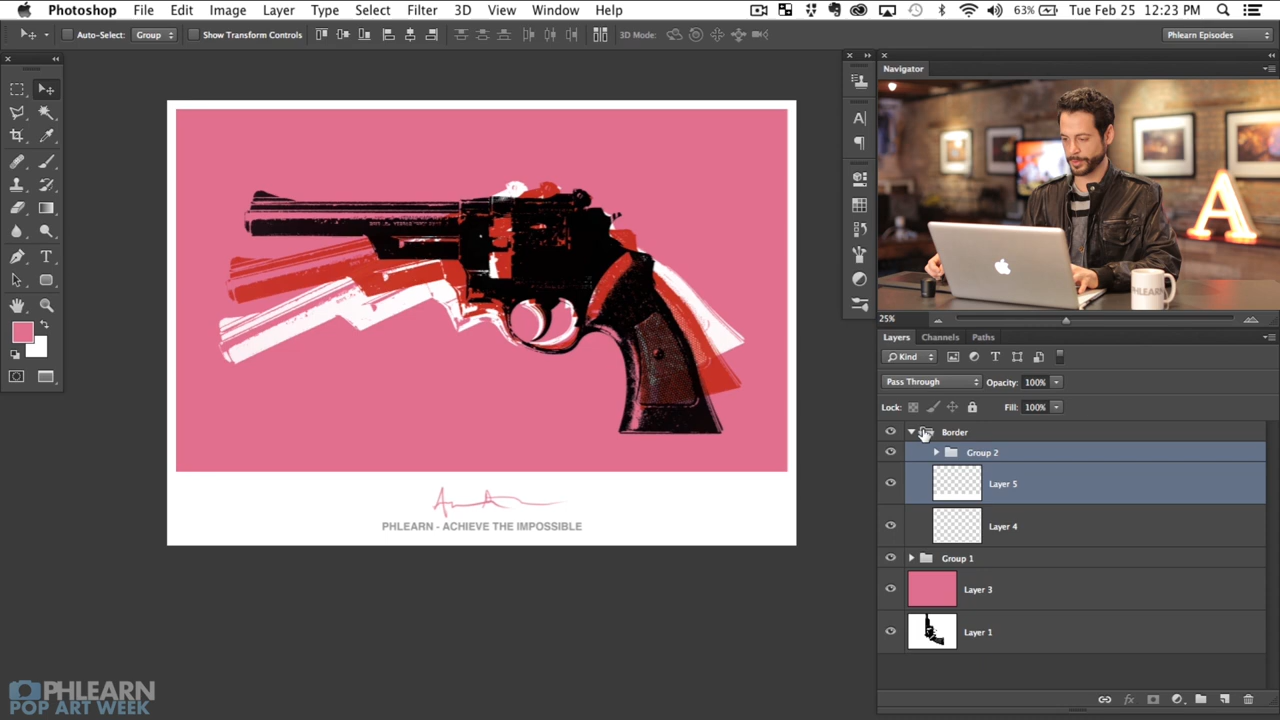 Photoshop File Edit Image Layer Type Select Filter 3D View Window Help 63% Tue Feb 25 12:23 PM
Auto-Select: Group Show Transform Controls 3D Mode: Phlearn Episodes
Navigator
A
PHLEARN
25%
Layers Channels Paths
Kind
Pass Through Opacity: 100%
Lock: Fill: 100%
Border
Group 2
Layer 5
Layer 4
Group 1
Layer 3
Layer 1
PHLEARN - ACHIEVE THE IMPOSSIBLE
PHLEARN
POP ART WEEK